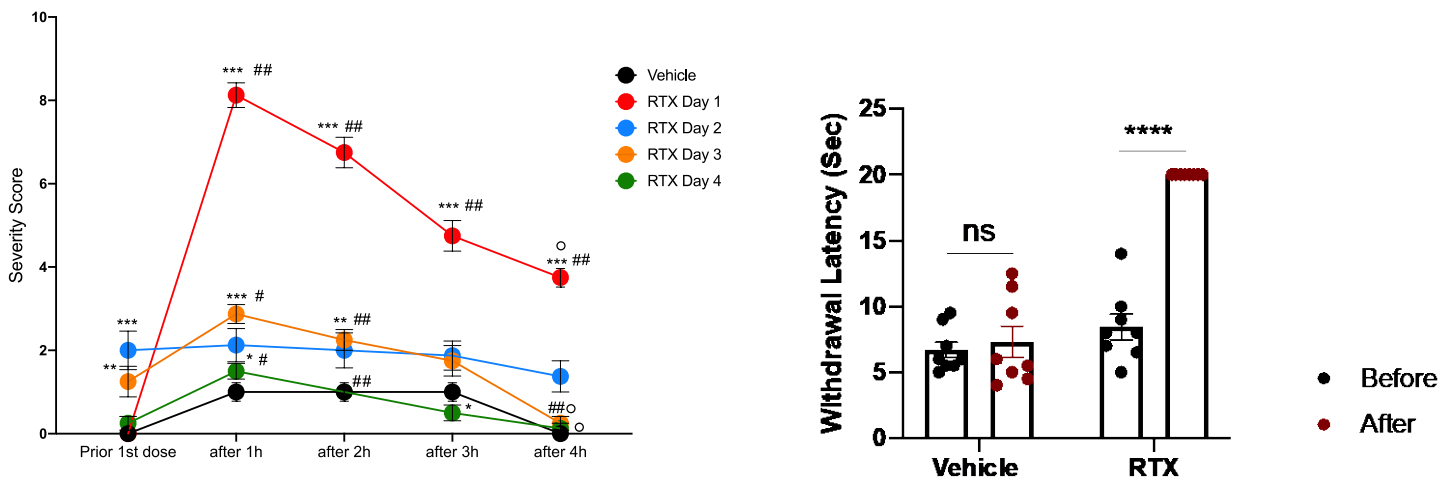 10
8
6
4
2
0
Severity Score
*** ##
*** ##
*** ##
○
*** ##
***
**
*** #
** ##
* #
##
*
##○
○
Prior 1st dose after 1h after 2h after 3h after 4h
Vehicle
RTX Day 1
RTX Day 2
RTX Day 3
RTX Day 4
25
20
15
10
5
0
Withdrawal Latency (Sec)
ns
****
Vehicle RTX
Before
After